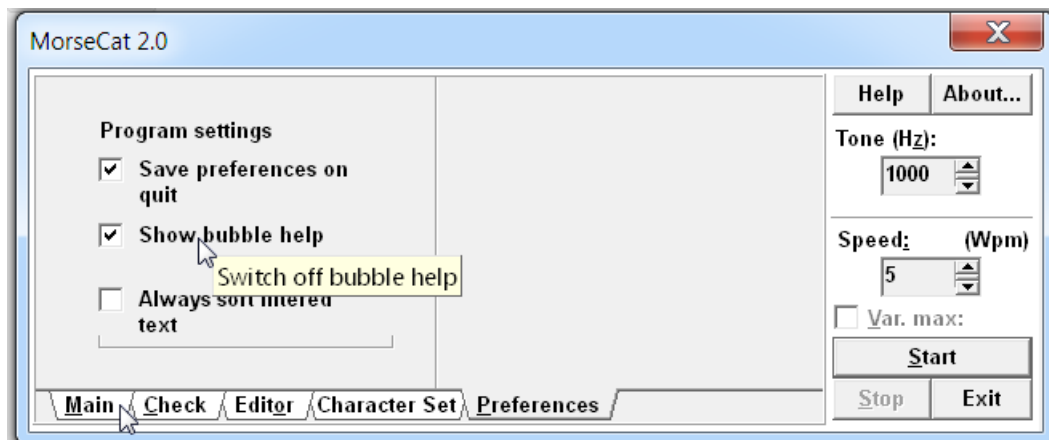 MorseCat 2.0
Program settings
Save preferences on
quit
Show bubble help
Switch off bubble help
Always sort filtered
text
Main
Check
Editor
Character Set
Preferences
Help
About...
Tone (Hz):
1000
Speed: (Wpm)
5
Var. max:
Start
Stop
Exit